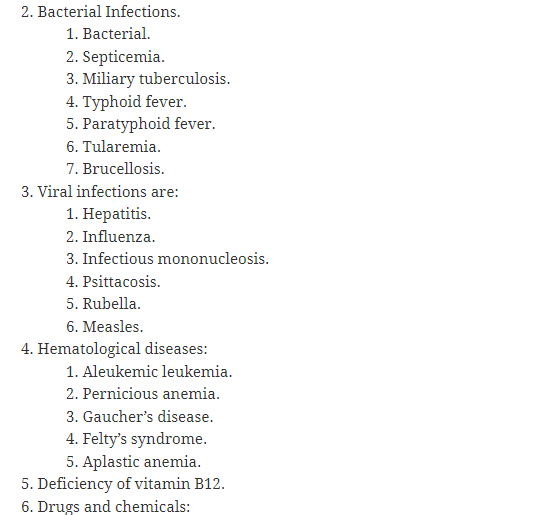 2. Bacterial Infections.
1. Bacterial.
2. Septicemia.
3. Miliary tuberculosis.
4. Typhoid fever.
5. Paratyphoid fever.
6. Tularemia.
7. Brucellosis.
3. Viral infections are:
1. Hepatitis.
2. Influenza.
3. Infectious mononucleosis.
4. Psittacosis.
5. Rubella.
6. Measles.
4. Hematological diseases:
1. Aleukemic leukemia.
2. Pernicious anemia.
3. Gaucher’s disease.
4. Felty’s syndrome.
5. Aplastic anemia.
5. Deficiency of vitamin B12.
6. Drugs and chemicals: